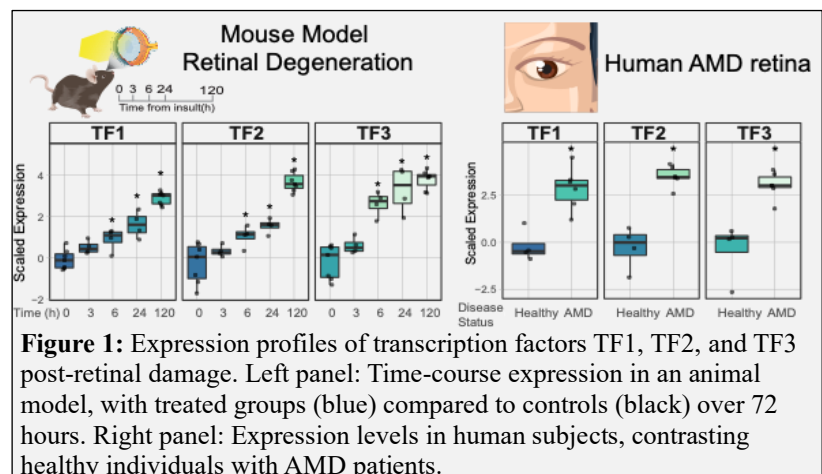 Mouse Model
Retinal Degeneration
Human AMD retina
0 3 6 24 120
Time from insult(h)
TF1 TF2 TF3
TF1 TF2 TF3
Scaled Expression
4
2
0
−2
Scaled Expression
2.5
0.0
−2.5
Time (h) 0 3 6 24 120 0 3 6 24 120 0 3 6 24 120
Disease Status
Healthy AMD Healthy AMD Healthy AMD
Figure 1: Expression profiles of transcription factors TF1, TF2, and TF3
post-retinal damage. Left panel: Time-course expression in an animal
model, with treated groups (blue) compared to controls (black) over 72
hours. Right panel: Expression levels in human subjects, contrasting
healthy individuals with AMD patients.